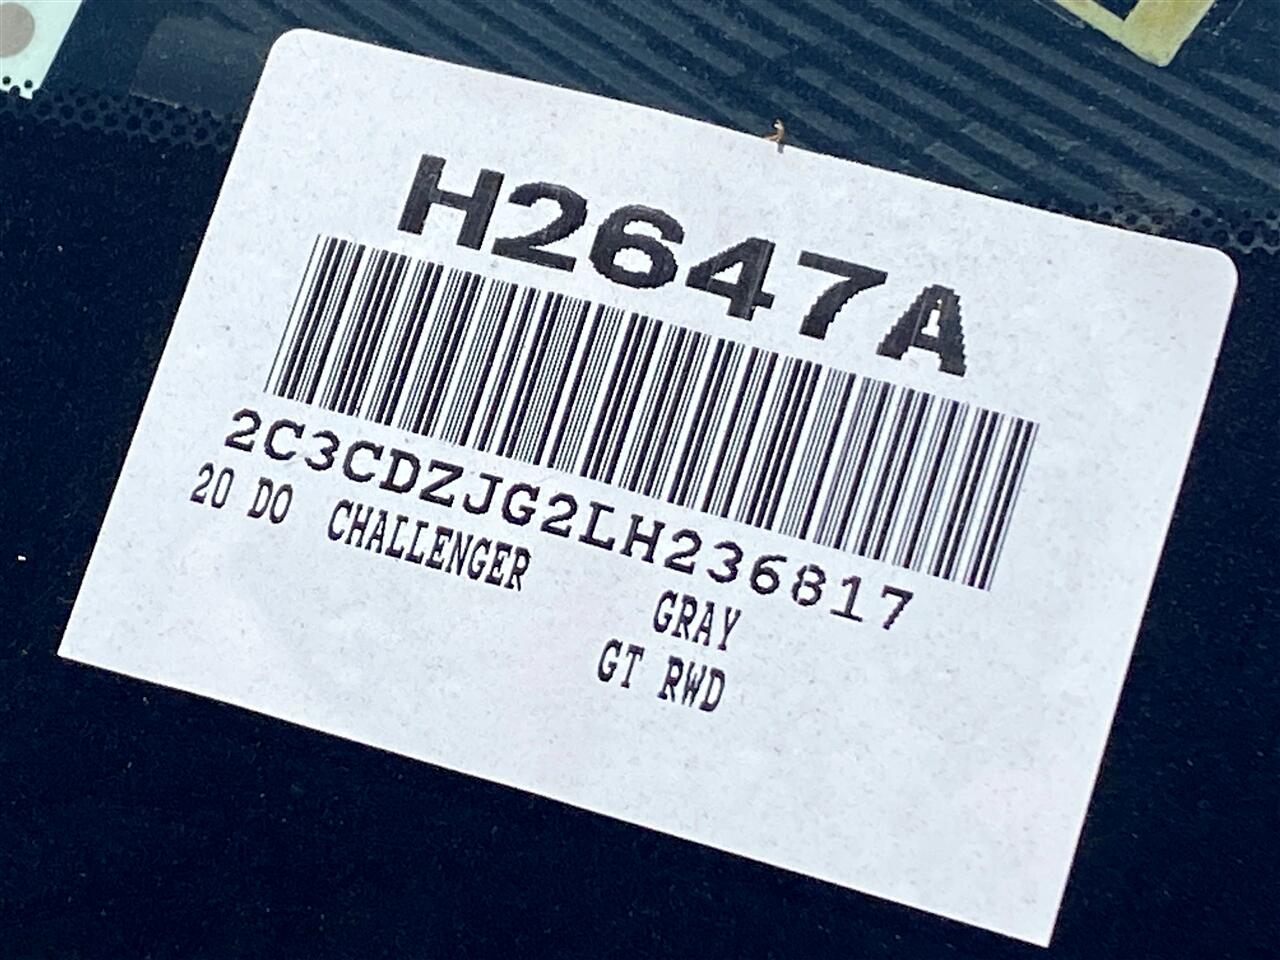 H2647A
2C3CDZJG2LH236817
20 DO CHALLENGER GRAY
GT RWD